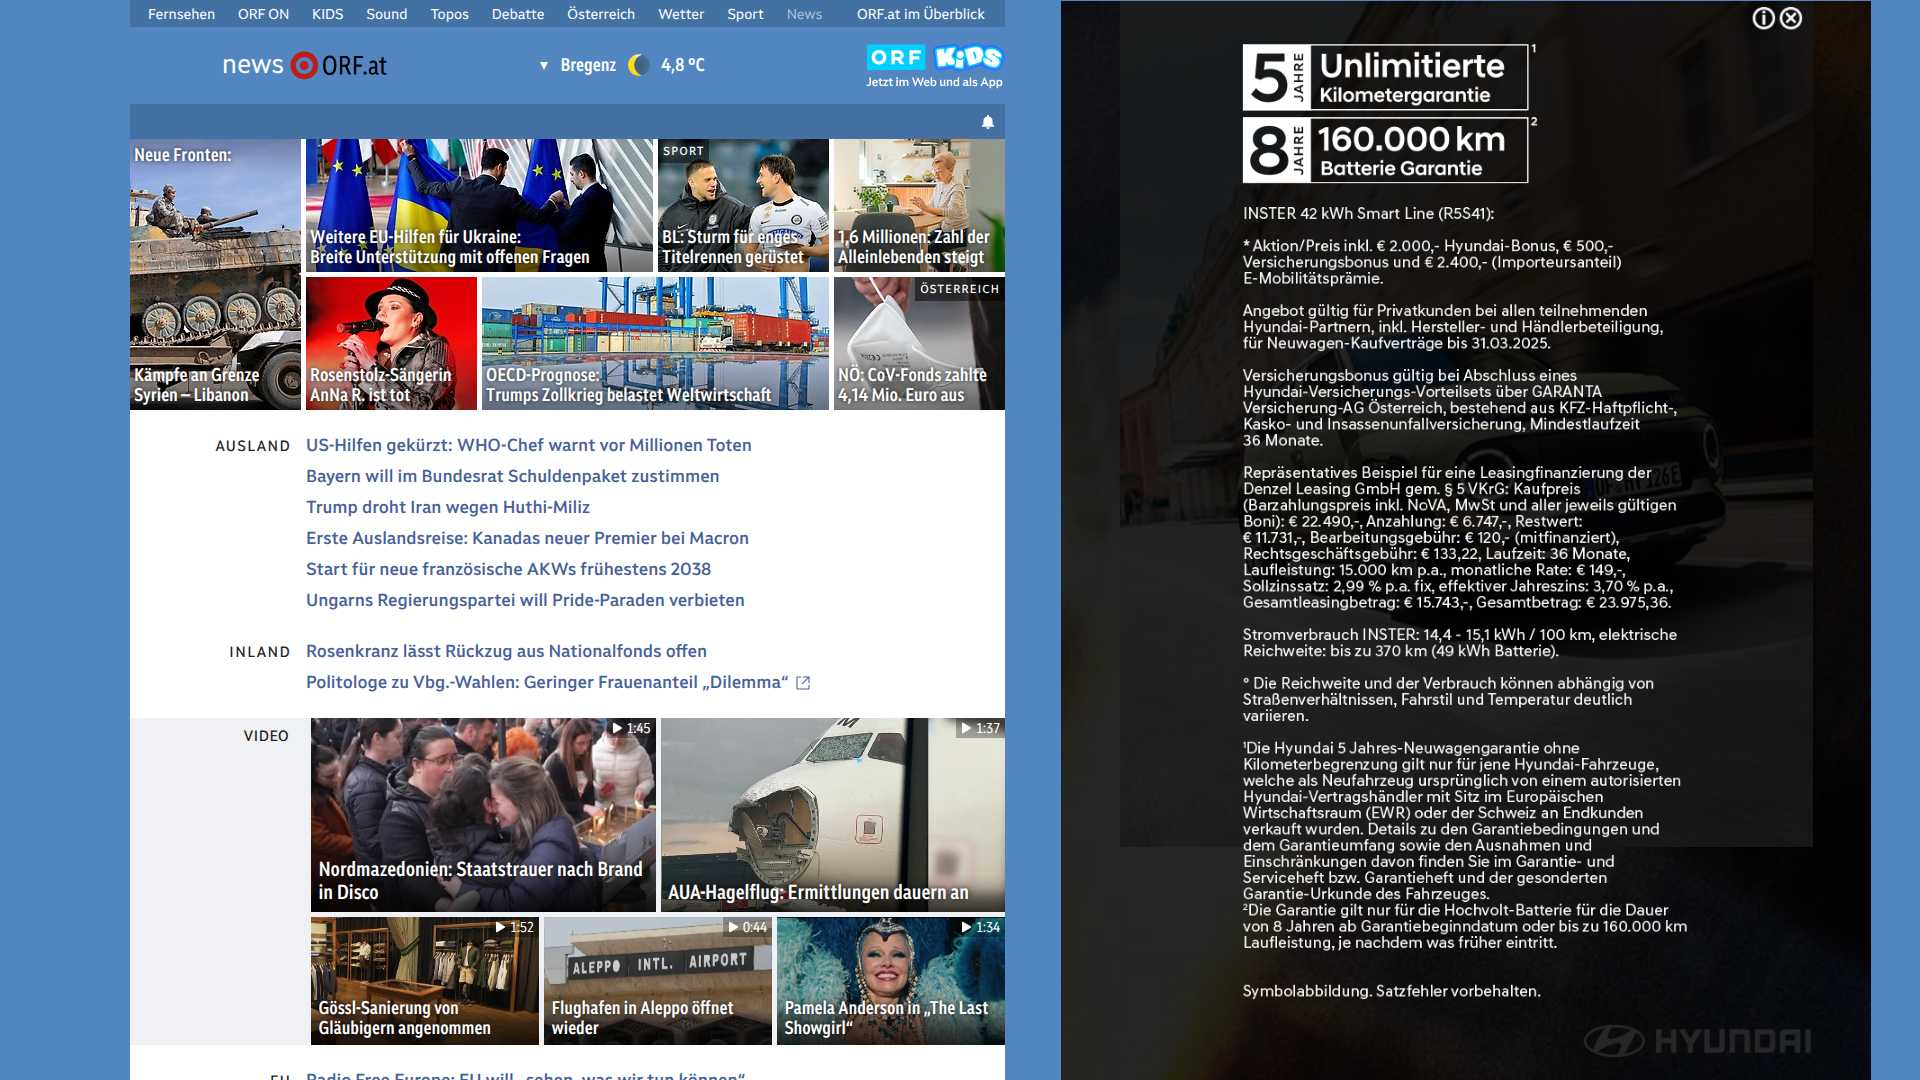 Fernsehen ORF ON KIDS Sound Topos Debatte Österreich Wetter Sport News ORF.at im Überblick
news ORF.at
▼ Bregenz 4,8 °C
ORF KiDS
Jetzt im Web und als App
Neue Fronten:
Kämpfe an Grenze
Syrien – Libanon
Weitere EU-Hilfen für Ukraine:
Breite Unterstützung mit offenen Fragen
SPORT
BL: Sturm für enges
Titelrennen gerüstet
1,6 Millionen: Zahl der
Alleinlebenden steigt
Rosenstolz-Sängerin
AnNa R. ist tot
OECD-Prognose:
Trumps Zollkrieg belastet Weltwirtschaft
ÖSTERREICH
NÖ: CoV-Fonds zahlte
4,14 Mio. Euro aus
AUSLAND
US-Hilfen gekürzt: WHO-Chef warnt vor Millionen Toten
Bayern will im Bundesrat Schuldenpaket zustimmen
Trump droht Iran wegen Huthi-Miliz
Erste Auslandsreise: Kanadas neuer Premier bei Macron
Start für neue französische AKWs frühestens 2038
Ungarns Regierungspartei will Pride-Paraden verbieten
INLAND
Rosenkranz lässt Rückzug aus Nationalfonds offen
Politologe zu Vbg.-Wahlen: Geringer Frauenanteil „Dilemma“
VIDEO
1:45
Nordmazedonien: Staatstrauer nach Brand
in Disco
1:37
AUA-Hagelflug: Ermittlungen dauern an
1:52
Gössl-Sanierung von
Gläubigern angenommen
0:44
ALEPPO INTL. AIRPORT
Flughafen in Aleppo öffnet
wieder
1:34
Pamela Anderson in „The Last
Showgirl“
EU
Radio Free Europe: EU will „sehen, was wir tun können“
5 JAHRE
Unlimitierte 1
Kilometergarantie
8 JAHRE
160.000 km 2
Batterie Garantie
INSTER 42 kWh Smart Line (R5S41):
* Aktion/Preis inkl. € 2.000,- Hyundai-Bonus, € 500,-
Versicherungsbonus und € 2.400,- (Importeursanteil)
E-Mobilitätsprämie.
Angebot gültig für Privatkunden bei allen teilnehmenden
Hyundai-Partnern, inkl. Hersteller- und Händlerbeteiligung,
für Neuwagen-Kaufverträge bis 31.03.2025.
Versicherungsbonus gültig bei Abschluss eines
Hyundai-Versicherungs-Vorteilsets über GARANTA
Versicherung-AG Österreich, bestehend aus KFZ-Haftpflicht-,
Kasko- und Insassenunfallversicherung, Mindestlaufzeit
36 Monate.
Repräsentatives Beispiel für eine Leasingfinanzierung der
Denzel Leasing GmbH gem. § 5 VKrG: Kaufpreis
(Barzahlungspreis inkl. NoVA, MwSt und aller jeweils gültigen
Boni): € 22.490,-, Anzahlung: € 6.747,-, Restwert:
€ 11.731,-, Bearbeitungsgebühr: € 120,- (mitfinanziert),
Rechtsgeschäftsgebühr: € 133,22, Laufzeit: 36 Monate,
Laufleistung: 15.000 km p.a., monatliche Rate: € 149,-,
Sollzinssatz: 2,99 % p.a. fix, effektiver Jahreszins: 3,70 % p.a.,
Gesamtleasingbetrag: € 15.743,-, Gesamtbetrag: € 23.975,36.
Stromverbrauch INSTER: 14,4 - 15,1 kWh / 100 km, elektrische
Reichweite: bis zu 370 km (49 kWh Batterie).
° Die Reichweite und der Verbrauch können abhängig von
Straßenverhältnissen, Fahrstil und Temperatur deutlich
variieren.
¹Die Hyundai 5 Jahres-Neuwagengarantie ohne
Kilometerbegrenzung gilt nur für jene Hyundai-Fahrzeuge,
welche als Neufahrzeug ursprünglich von einem autorisierten
Hyundai-Vertragshändler mit Sitz im Europäischen
Wirtschaftsraum (EWR) oder der Schweiz an Endkunden
verkauft wurden. Details zu den Garantiebedingungen und
dem Garantieumfang sowie den Ausnahmen und
Einschränkungen davon finden Sie im Garantie- und
Serviceheft bzw. Garantieheft und der gesonderten
Garantie-Urkunde des Fahrzeuges.
²Die Garantie gilt nur für die Hochvolt-Batterie für die Dauer
von 8 Jahren ab Garantiebeginndatum oder bis zu 160.000 km
Laufleistung, je nachdem was früher eintritt.
Symbolabbildung. Satzfehler vorbehalten.
HYUNDAI